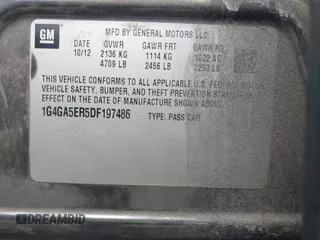 GM
MFD BY GENERAL MOTORS LLC
DATE GVWR GAWR FRT GAWR RR
10/12 2136 KG 1114 KG 1022 KG
4709 LB 2456 LB 2253 LB
THIS VEHICLE CONFORMS TO ALL APPLICABLE U.S. FEDERAL MOTOR
VEHICLE SAFETY, BUMPER, AND THEFT PREVENTION STANDARDS
IN EFFECT ON THE DATE OF MANUFACTURE SHOWN ABOVE.
1G4GA5ER5DF197486 TYPE: PASS CAR
DREAMBID